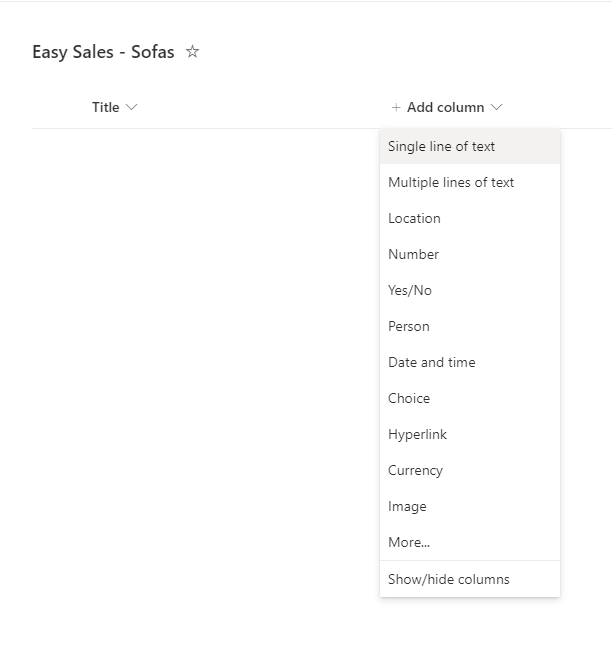 Easy Sales - Sofas
Title
Add column
Single line of text
Multiple lines of text
Location
Number
Yes/No
Person
Date and time
Choice
Hyperlink
Currency
Image
More...
Show/hide columns